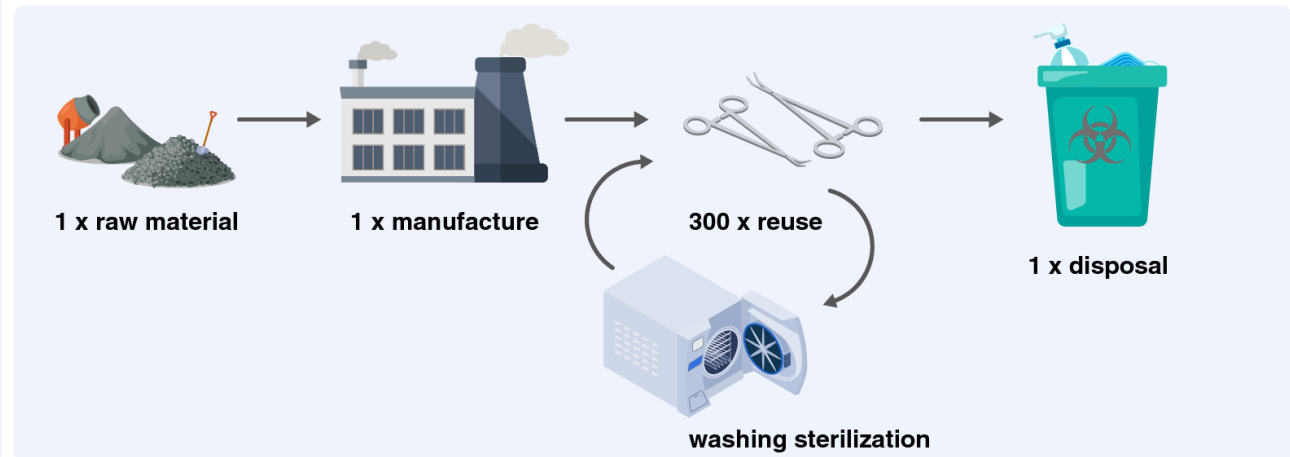 1 x raw material
1 x manufacture
300 x reuse
1 x disposal
washing sterilization